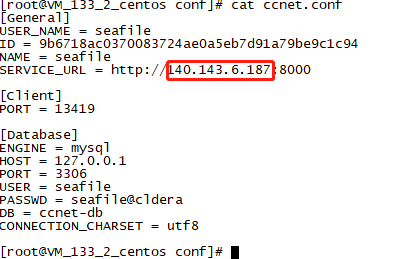 [root@VM_133_2_centos conf]# cat ccnet.conf
[General]
USER_NAME = seafile
ID = 9b6718ac0370083724ae0a5eb7d91a79be9c1c94
NAME = seafile
SERVICE_URL = http://140.143.6.187:8000
[Client]
PORT = 13419
[Database]
ENGINE = mysql
HOST = 127.0.0.1
PORT = 3306
USER = seafile
PASSWD = seafile@cldera
DB = ccnet-db
CONNECTION_CHARSET = utf8
[root@VM_133_2_centos conf]#